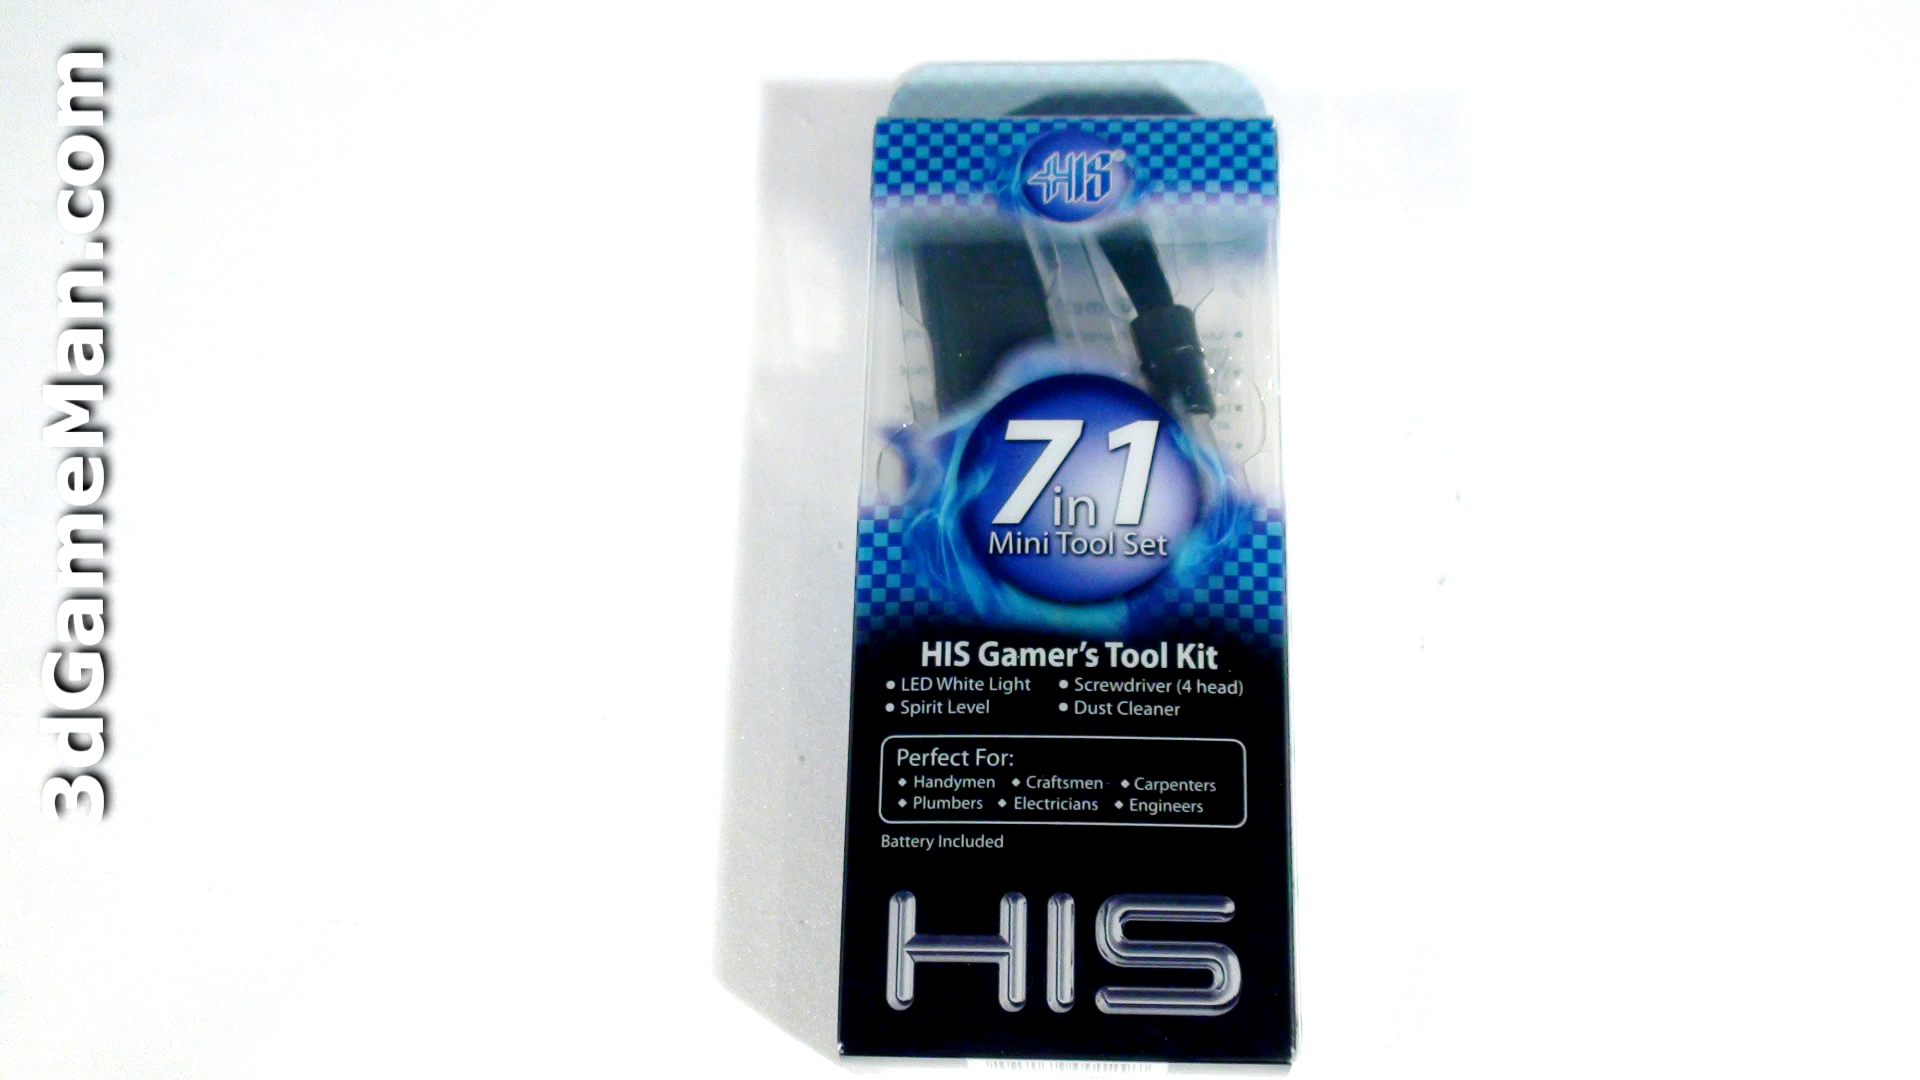 3dGameMan.com
HIS®
7 in 1
Mini Tool Set
HIS Gamer's Tool Kit
• LED White Light • Screwdriver (4 head)
• Spirit Level • Dust Cleaner
Perfect For:
◆ Handymen ◆ Craftsmen ◆ Carpenters
◆ Plumbers ◆ Electricians ◆ Engineers
Battery Included
HIS